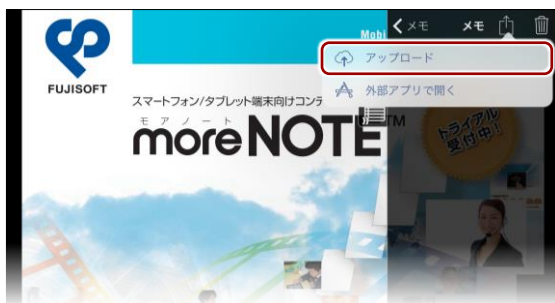 Mobi
メモ
メモ
アップロード
外部アプリで開く
FUJISOFT
スマートフォン/タブレット端末向けコンテ
モアノート
moreNOTE
TM
トライアル
受付中!